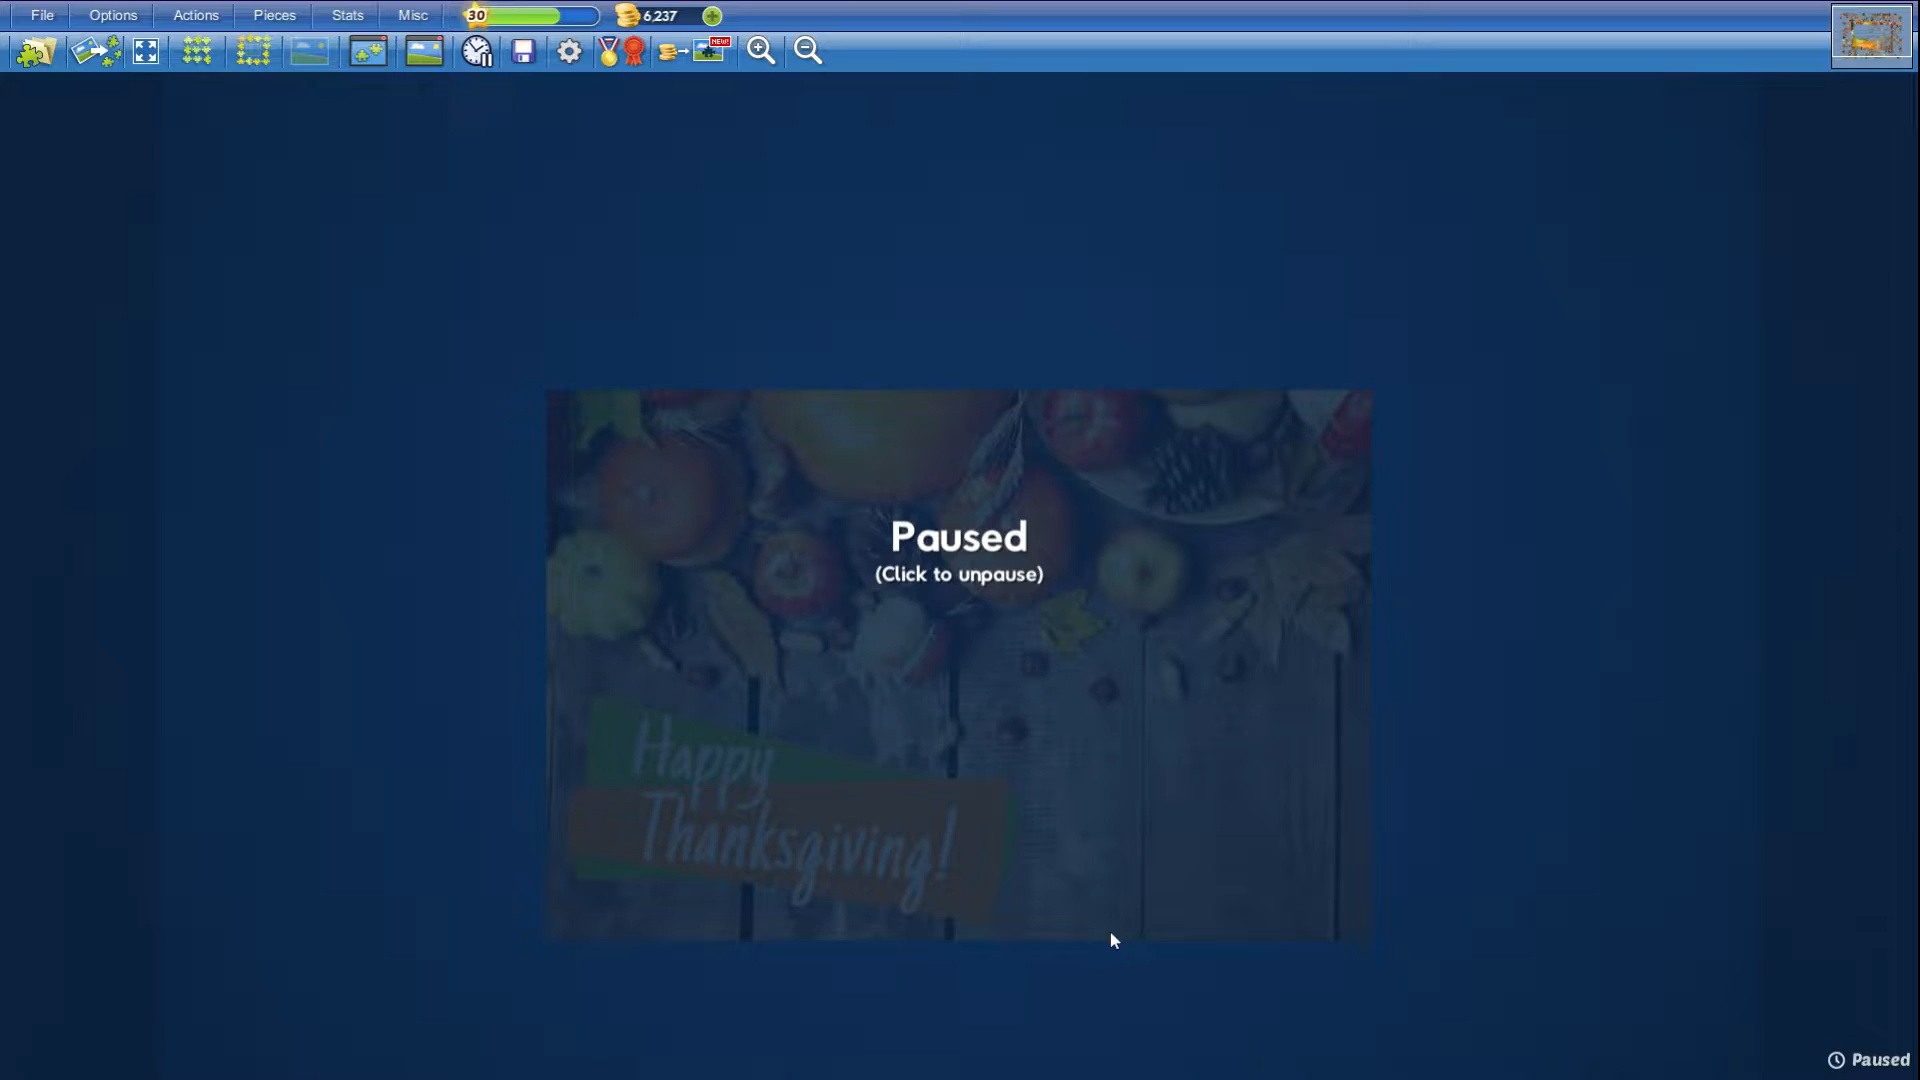 File Options Actions Pieces Stats Misc 30 6,237
NEW!
Paused
(Click to unpause)
Happy
Thanksgiving!
Paused